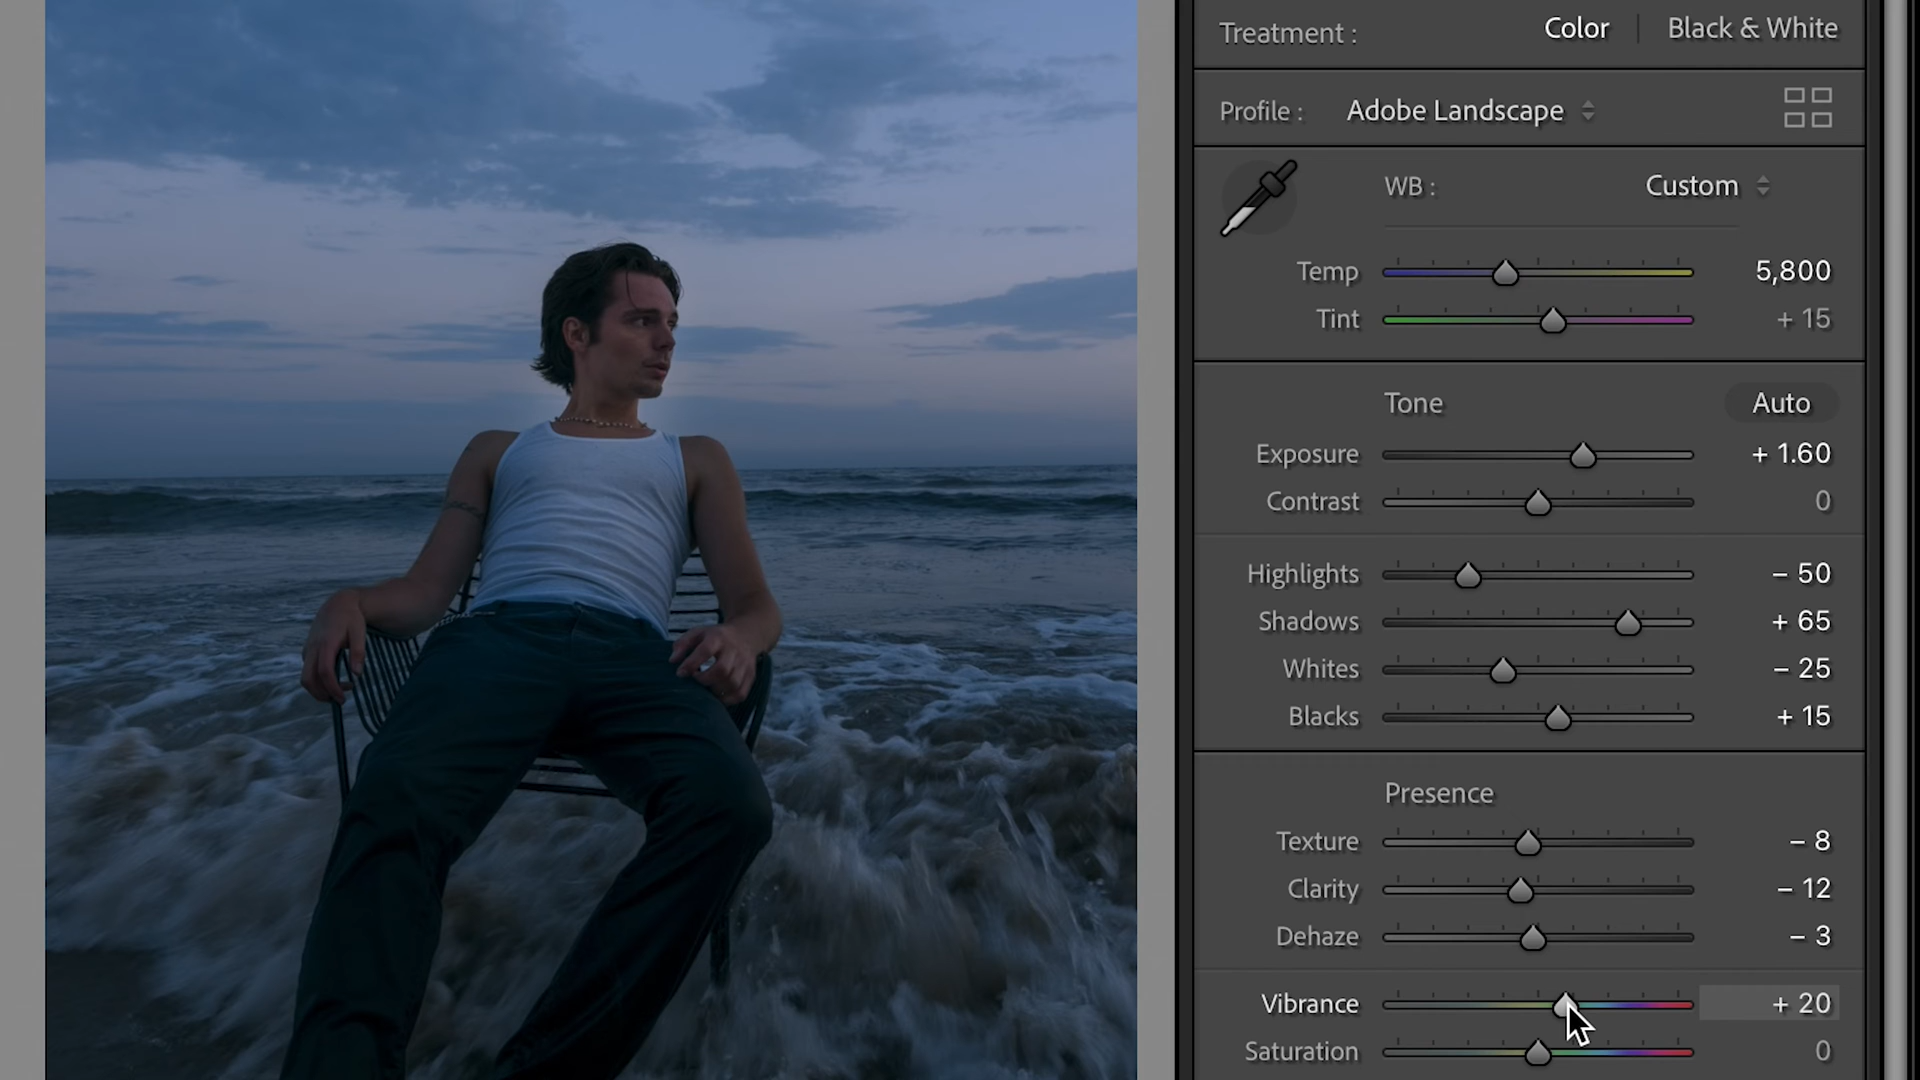 Treatment : Color | Black & White
Profile : Adobe Landscape
WB : Custom
Temp 5,800
Tint + 15
Tone Auto
Exposure + 1.60
Contrast 0
Highlights − 50
Shadows + 65
Whites − 25
Blacks + 15
Presence
Texture − 8
Clarity − 12
Dehaze − 3
Vibrance + 20
Saturation 0